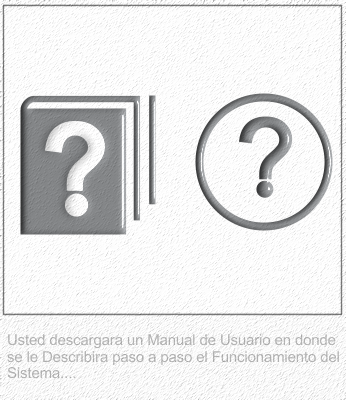 ?
?
Usted descargara un Manual de Usuario en donde
se le Describira paso a paso el Funcionamiento del
Sistema....